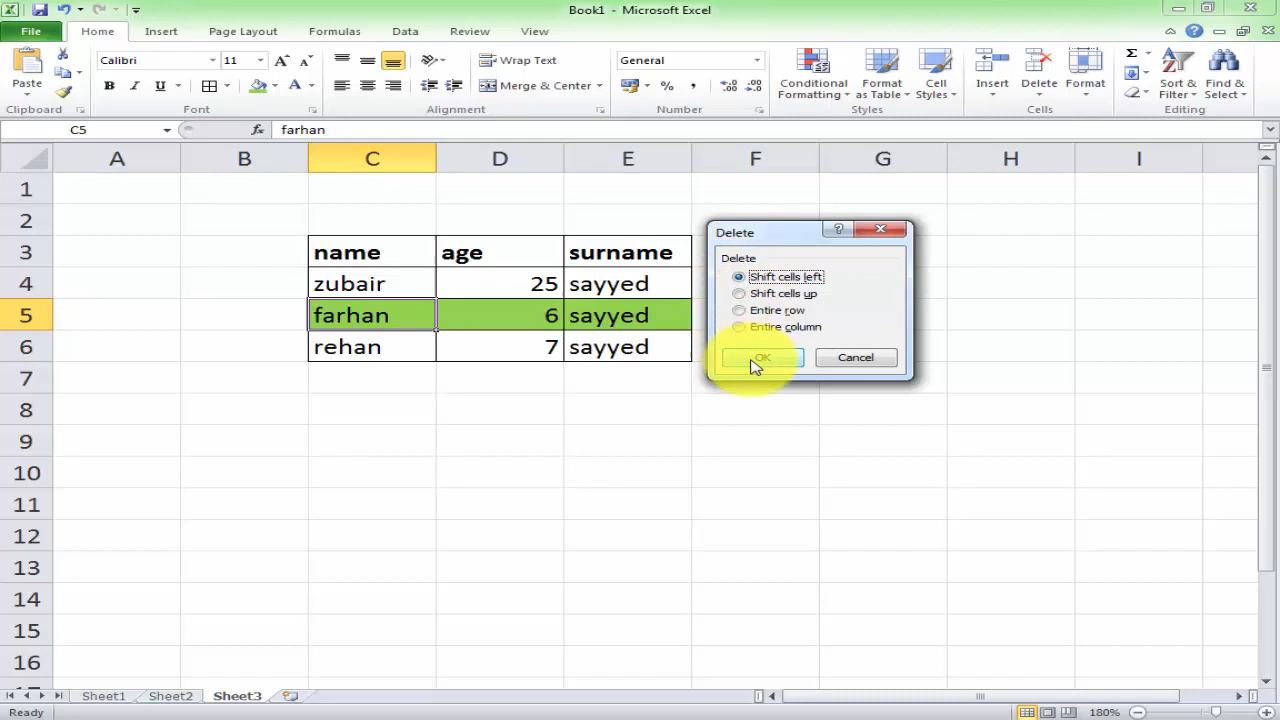 Book1 - Microsoft Excel
File Home Insert Page Layout Formulas Data Review View
Paste
Calibri 11
B I U
Wrap Text
Merge & Center
General
% ,
Conditional Formatting
Format as Table
Cell Styles
Insert
Delete
Format
Sort & Filter
Find & Select
Clipboard Font Alignment Number Styles Cells Editing
C5 fx farhan
A B C D E F G H I
1
2
3 name age surname
4 zubair 25 sayyed
5 farhan 6 sayyed
6 rehan 7 sayyed
7
8
9
10
11
12
13
14
15
16
Delete
Delete
Shift cells left
Shift cells up
Entire row
Entire column
OK Cancel
Sheet1 Sheet2 Sheet3
Ready 180%